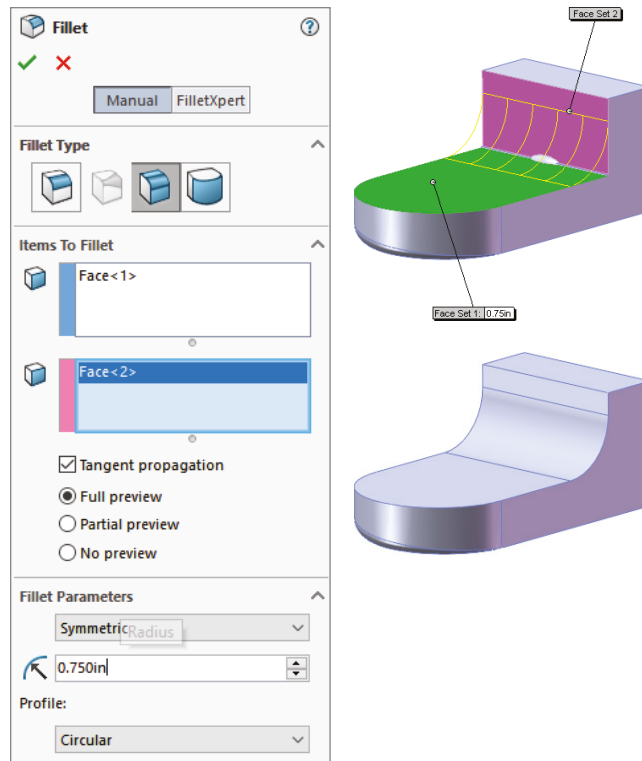 Fillet
Manual FilletXpert
Fillet Type
Items To Fillet
Face<1>
Face<2>
Tangent propagation
Full preview
Partial preview
No preview
Fillet Parameters
Symmetric
Radius
0.750in
Profile:
Circular
Face Set 2
Face Set 1: 0.75in